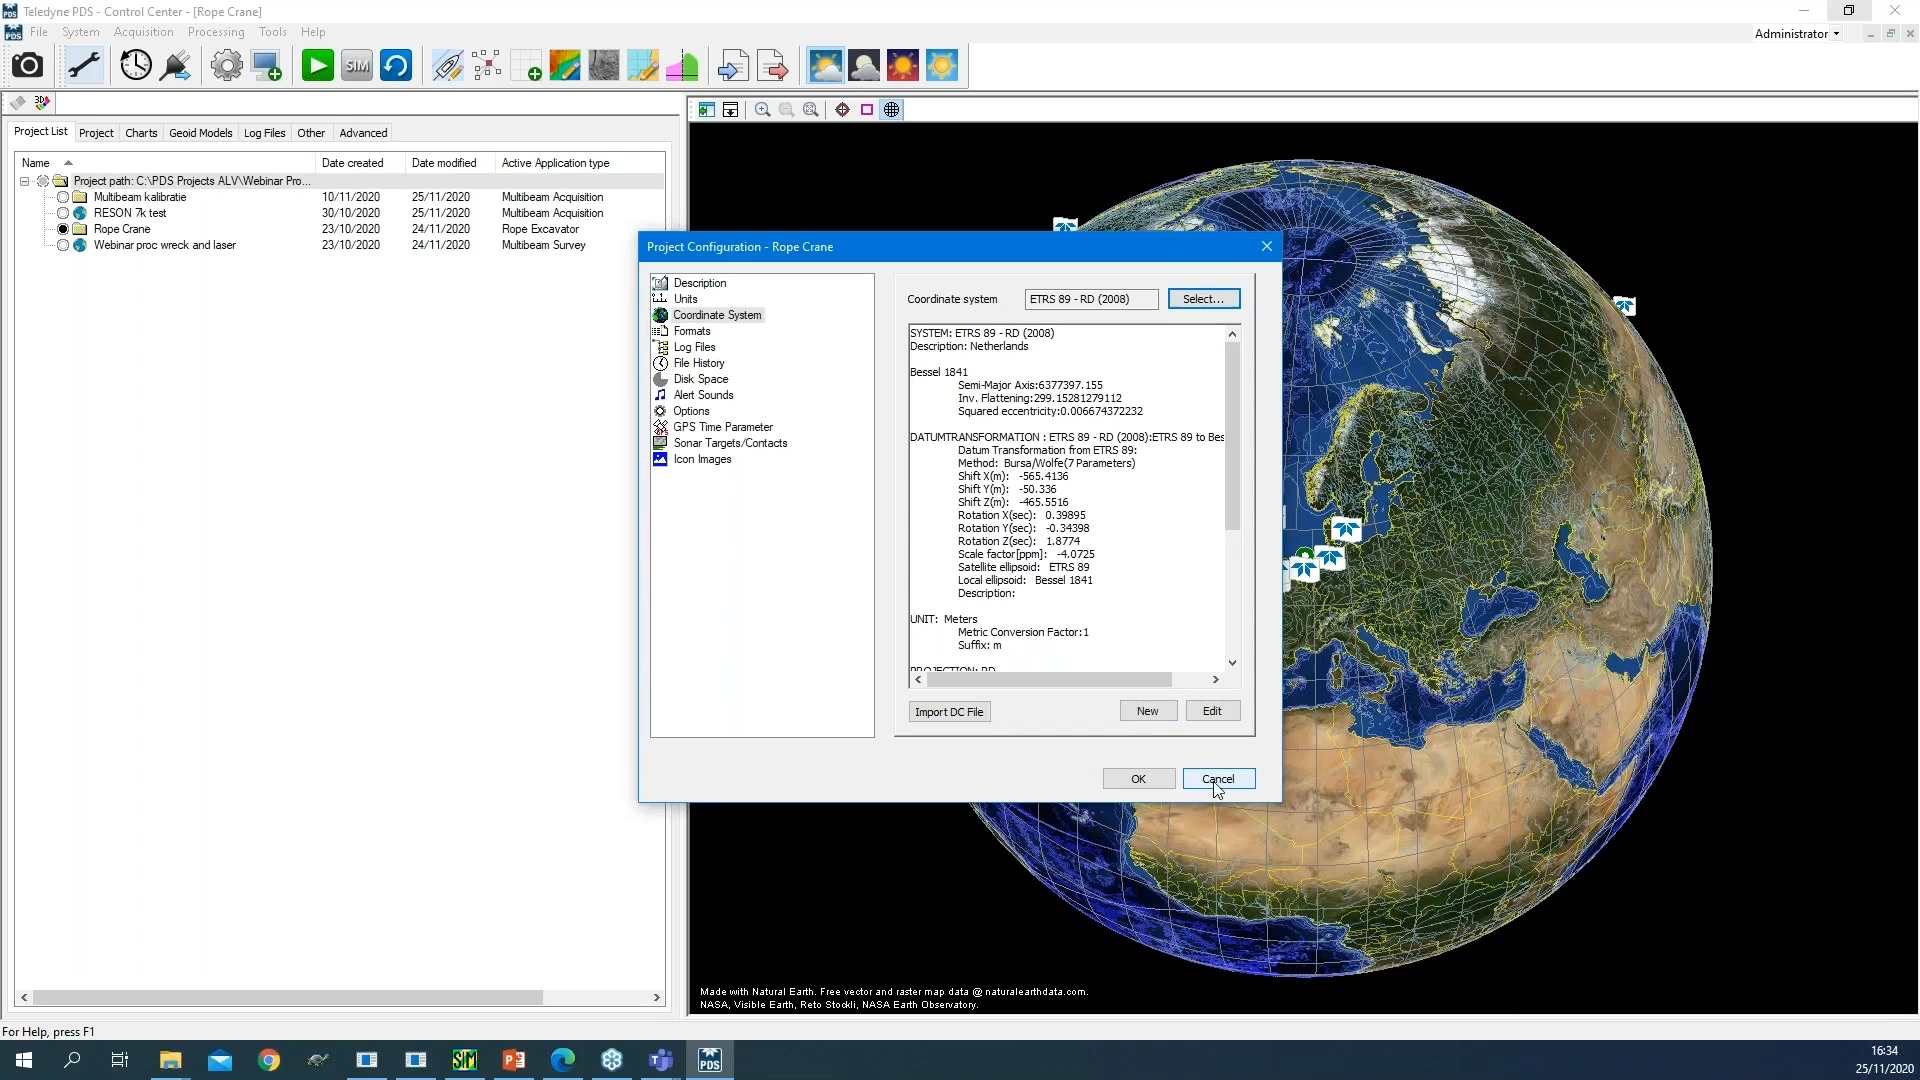 Teledyne PDS - Control Center - [Rope Crane]
File System Acquisition Processing Tools Help
Administrator
SIM
3D
Project List Project Charts Geoid Models Log Files Other Advanced
Name Date created Date modified Active Application type
Project path: C:\PDS Projects ALV\Webinar Pro...
Multibeam kalibratie 10/11/2020 25/11/2020 Multibeam Acquisition
RESON 7k test 30/10/2020 25/11/2020 Multibeam Acquisition
Rope Crane 23/10/2020 24/11/2020 Rope Excavator
Webinar proc wreck and laser 23/10/2020 24/11/2020 Multibeam Survey
Project Configuration - Rope Crane
Description
Units
Coordinate System
Formats
Log Files
File History
Disk Space
Alert Sounds
Options
GPS Time Parameter
Sonar Targets/Contacts
Icon Images
Coordinate system ETRS 89 - RD (2008) Select...
SYSTEM: ETRS 89 - RD (2008)
Description: Netherlands
Bessel 1841
Semi-Major Axis:6377397.155
Inv. Flattening:299.15281279112
Squared eccentricity:0.006674372232
DATUMTRANSFORMATION : ETRS 89 - RD (2008):ETRS 89 to Bes
Datum Transformation from ETRS 89:
Method: Bursa/Wolfe(7 Parameters)
Shift X(m): -565.4136
Shift Y(m): -50.336
Shift Z(m): -465.5516
Rotation X(sec): 0.39895
Rotation Y(sec): -0.34398
Rotation Z(sec): 1.8774
Scale factor[ppm]: -4.0725
Satellite ellipsoid: ETRS 89
Local ellipsoid: Bessel 1841
Description:
UNIT: Meters
Metric Conversion Factor:1
Suffix: m
PROJECTION: RD
Import DC File New Edit
OK Cancel
Made with Natural Earth. Free vector and raster map data @ naturalearthdata.com.
NASA, Visible Earth, Reto Stockli, NASA Earth Observatory.
For Help, press F1
SIM
PDS
16:34
25/11/2020